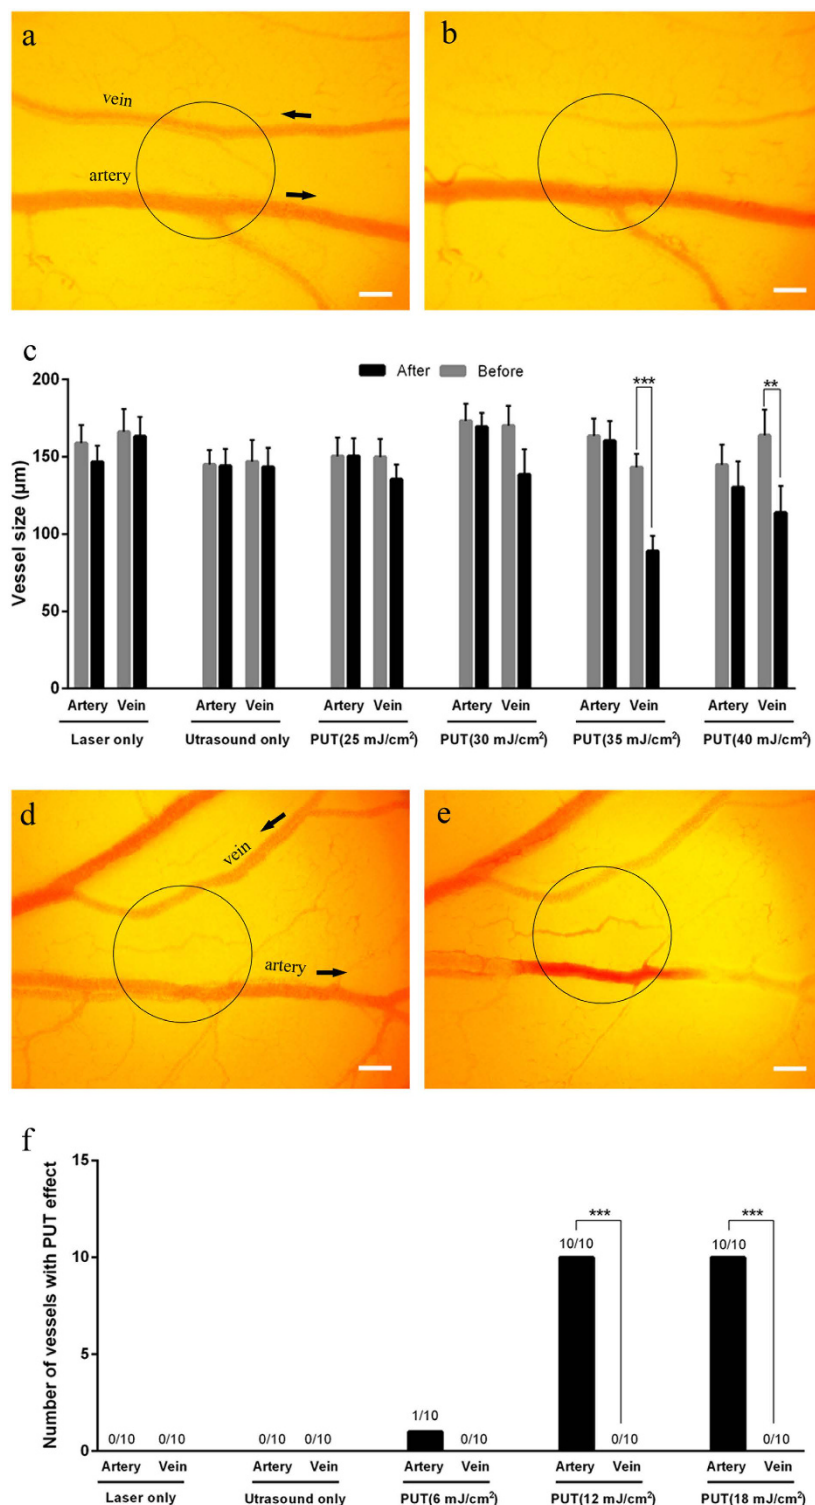 a
vein
artery
b
c
After
Before
200
***
**
150
100
50
0
Vessel size (μm)
Artery Vein Artery Vein Artery Vein Artery Vein Artery Vein Artery Vein
Laser only Utrasound only PUT(25 mJ/cm²) PUT(30 mJ/cm²) PUT(35 mJ/cm²) PUT(40 mJ/cm²)
d
vein
artery
e
f
15
*** ***
10/10 10/10
10
5
1/10
0/10 0/10 0/10 0/10 0/10 0/10 0/10
0
Number of vessels with PUT effect
Artery Vein Artery Vein Artery Vein Artery Vein Artery Vein
Laser only Utrasound only PUT(6 mJ/cm²) PUT(12 mJ/cm²) PUT(18 mJ/cm²)